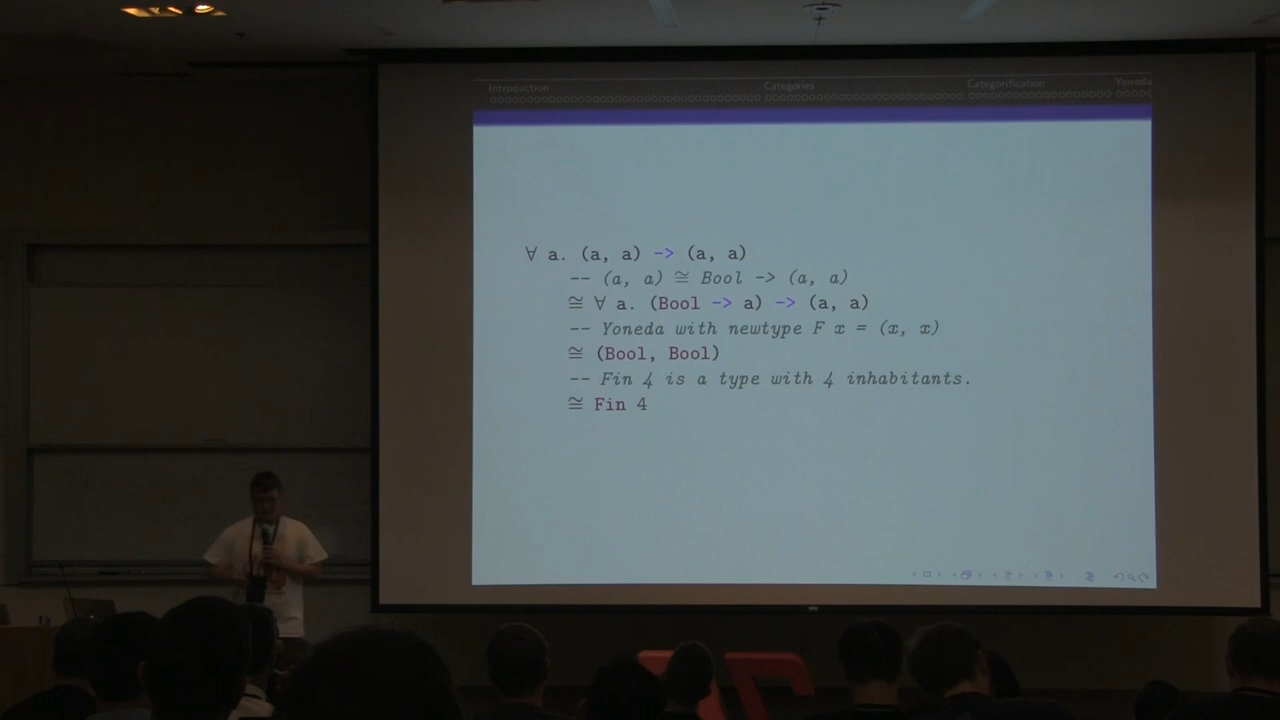 Introduction Categories Categorification Yoneda
∀ a. (a, a) -> (a, a)
-- (a, a) ≅ Bool -> (a, a)
≅ ∀ a. (Bool -> a) -> (a, a)
-- Yoneda with newtype F x = (x, x)
≅ (Bool, Bool)
-- Fin 4 is a type with 4 inhabitants.
≅ Fin 4